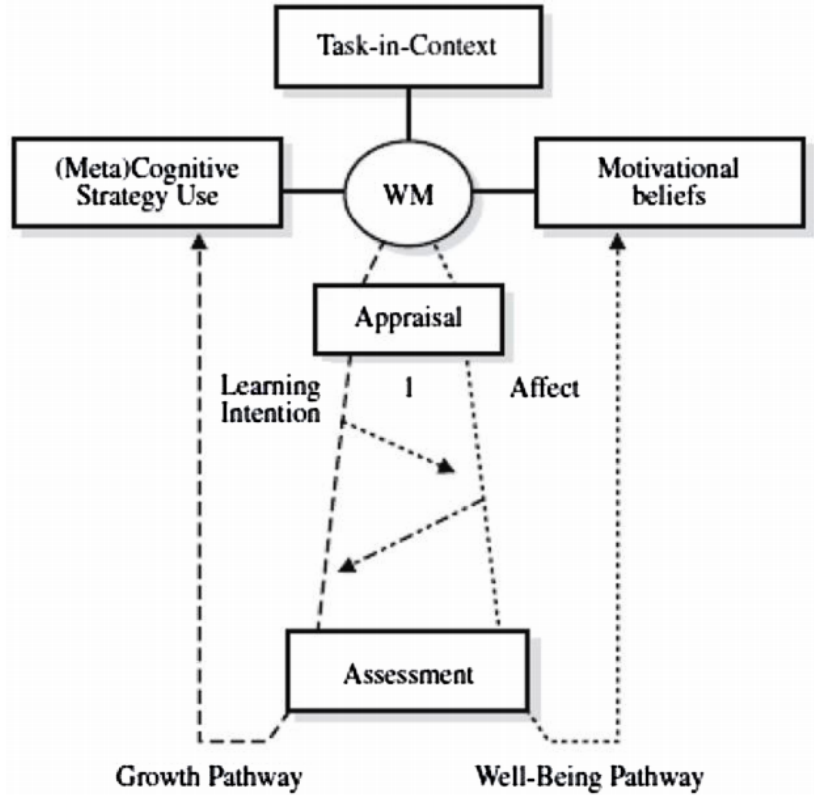 Task-in-Context
(Meta)Cognitive
Strategy Use
WM
Motivational
beliefs
Appraisal
Learning
Intention
1
Affect
Assessment
Growth Pathway
Well-Being Pathway